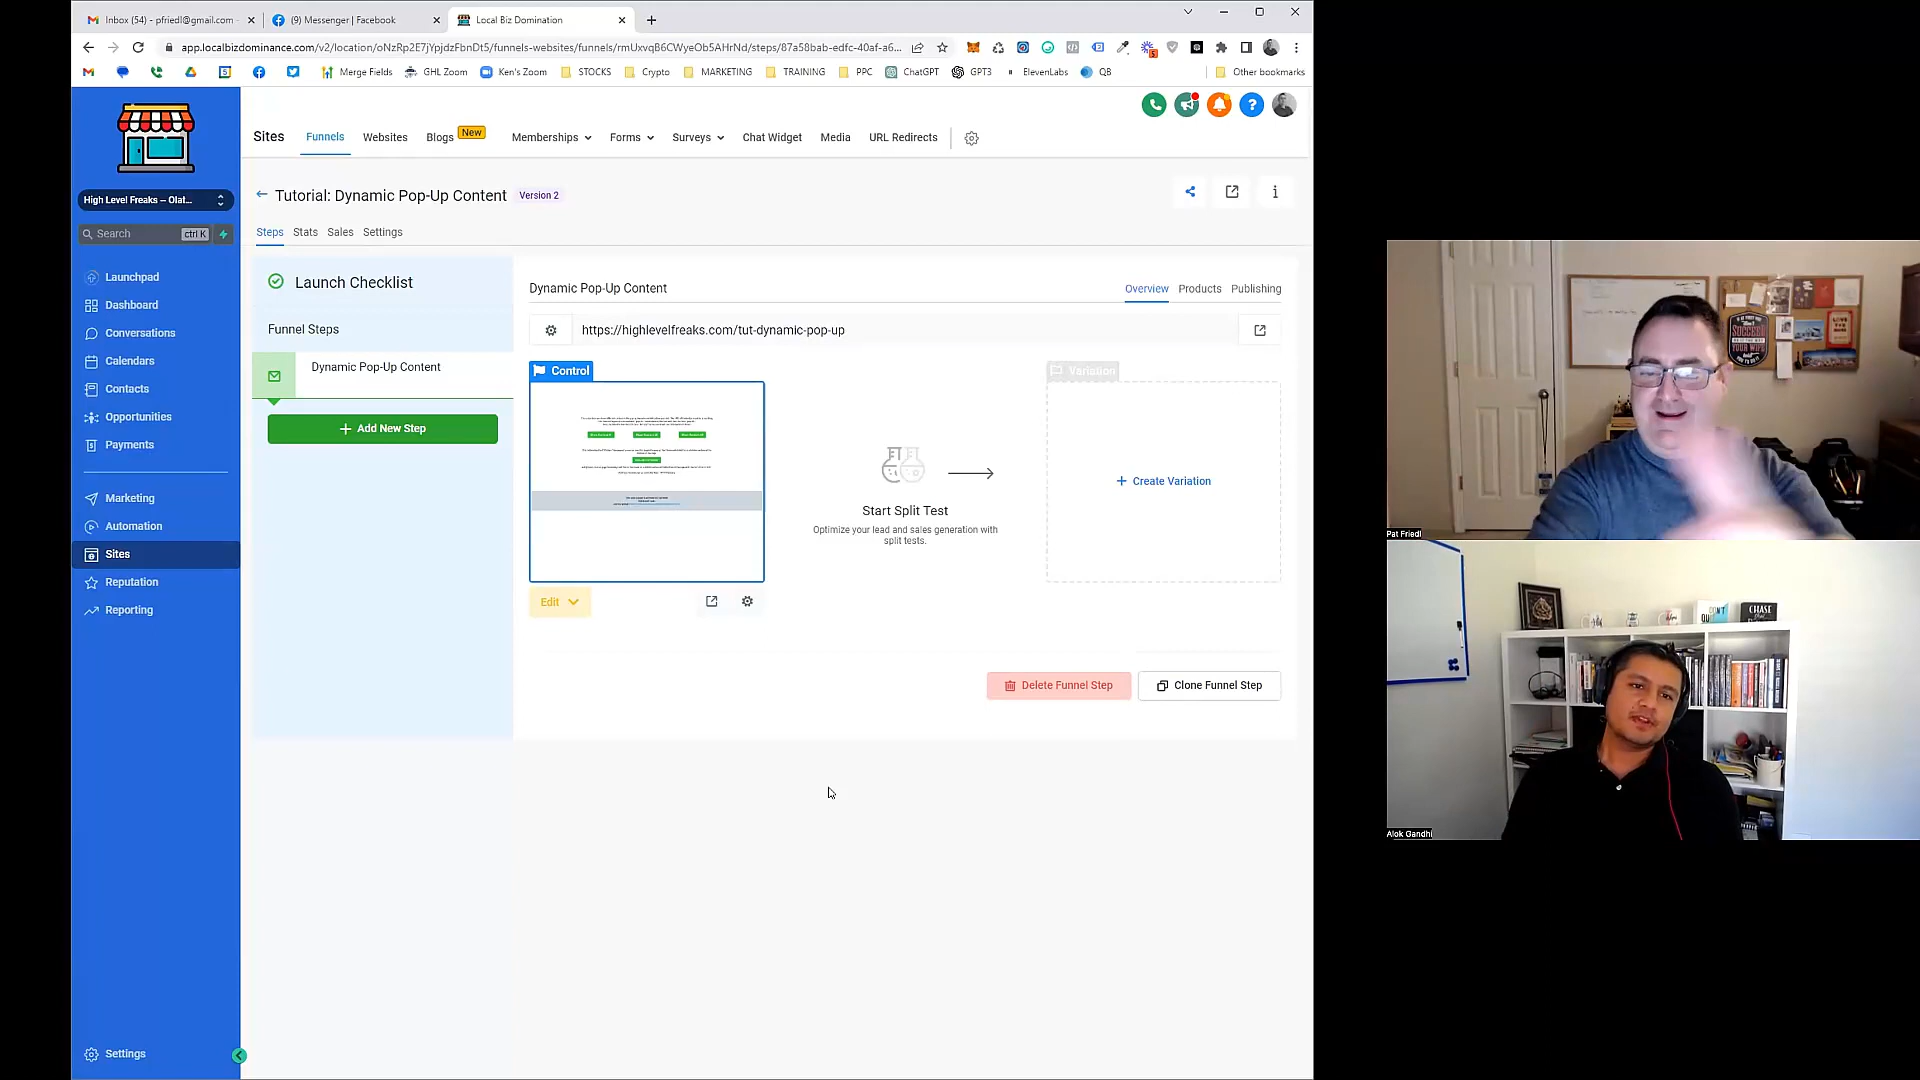 Inbox (54) - pfriedl@gmail.com
(9) Messenger | Facebook
Local Biz Domination
app.localbizdominance.com/v2/location/oNzRp2E7jYpjdzFbnDt5/funnels-websites/funnels/rmUxvqB6CWyeOb5AHrNd/steps/87a58bab-edfc-40af-a6...
Merge Fields
GHL Zoom
Ken's Zoom
STOCKS
Crypto
MARKETING
TRAINING
PPC
ChatGPT
GPT3
ElevenLabs
QB
Other bookmarks
Sites
Funnels
Websites
Blogs
New
Memberships
Forms
Surveys
Chat Widget
Media
URL Redirects
High Level Freaks -- Olat...
Search
ctrl K
Launchpad
Dashboard
Conversations
Calendars
Contacts
Opportunities
Payments
Marketing
Automation
Sites
Reputation
Reporting
Settings
Tutorial: Dynamic Pop-Up Content
Version 2
Steps
Stats
Sales
Settings
Launch Checklist
Funnel Steps
Dynamic Pop-Up Content
+ Add New Step
Dynamic Pop-Up Content
Overview
Products
Publishing
https://highlevelfreaks.com/tut-dynamic-pop-up
Control
Variation
Start Split Test
Optimize your lead and sales generation with
split tests.
+ Create Variation
Edit
Delete Funnel Step
Clone Funnel Step
SUCCEED
YOUR WIFE
Pat Friedl
DON'T
QUIT
CHASE
Alok Gandhi